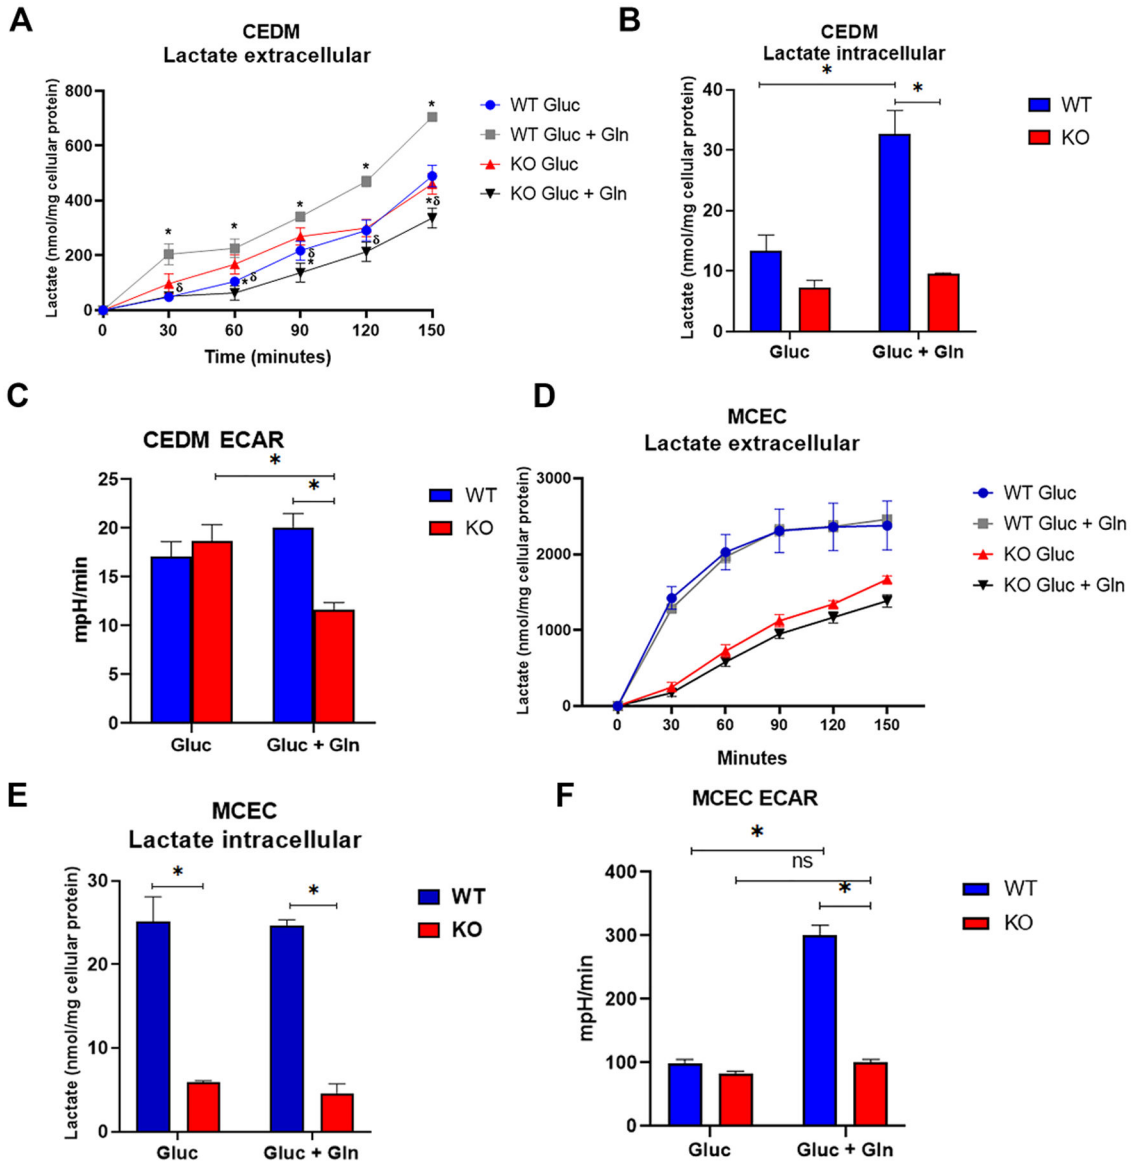 A
CEDM
Lactate extracellular
Lactate (nmol/mg cellular protein)
800
600
400
200
0
0
30
60
90
120
150
Time (minutes)
*
*
*
*
*
δ
*
δ
δ
*
δ
*δ
WT Gluc
WT Gluc + Gln
KO Gluc
KO Gluc + Gln
B
CEDM
Lactate intracellular
Lactate (nmol/mg cellular protein)
40
30
20
10
0
*
*
Gluc
Gluc + Gln
WT
KO
C
CEDM ECAR
mpH/min
25
20
15
10
5
0
*
*
Gluc
Gluc + Gln
WT
KO
D
MCEC
Lactate extracellular
Lactate (nmol/mg cellular protein)
3000
2000
1000
0
0
30
60
90
120
150
Minutes
WT Gluc
WT Gluc + Gln
KO Gluc
KO Gluc + Gln
E
MCEC
Lactate intracellular
Lactate (nmol/mg cellular protein)
30
20
10
0
*
*
Gluc
Gluc + Gln
WT
KO
F
MCEC ECAR
mpH/min
400
300
200
100
0
*
ns
*
Gluc
Gluc + Gln
WT
KO